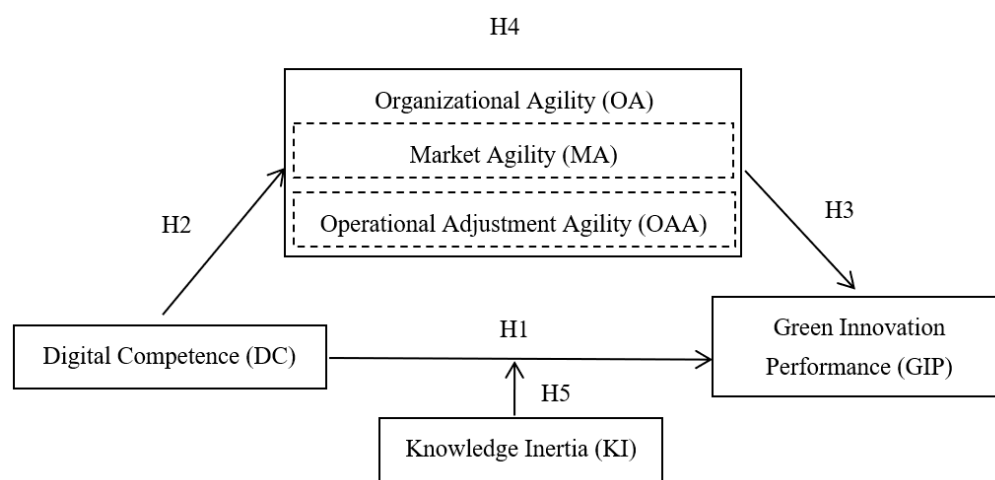 H4
Organizational Agility (OA)
Market Agility (MA)
Operational Adjustment Agility (OAA)
H2
H3
H1
Digital Competence (DC)
Green Innovation
Performance (GIP)
H5
Knowledge Inertia (KI)